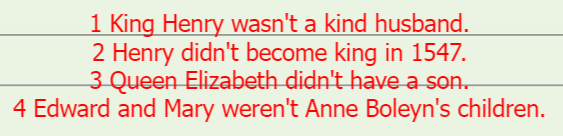 1 King Henry wasn't a kind husband.
2 Henry didn't become king in 1547.
3 Queen Elizabeth didn't have a son.
4 Edward and Mary weren't Anne Boleyn's children.